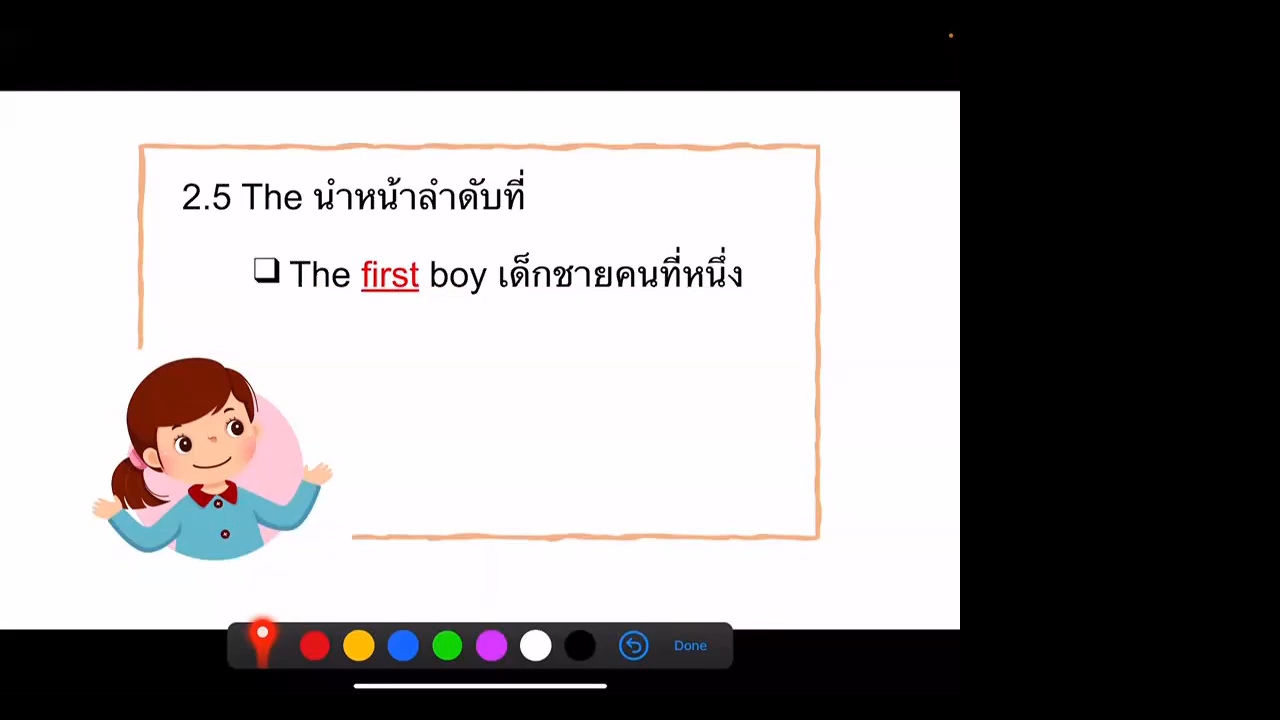 2.5 The นำหน้าลำดับที่
❑ The first boy เด็กชายคนที่หนึ่ง
Done